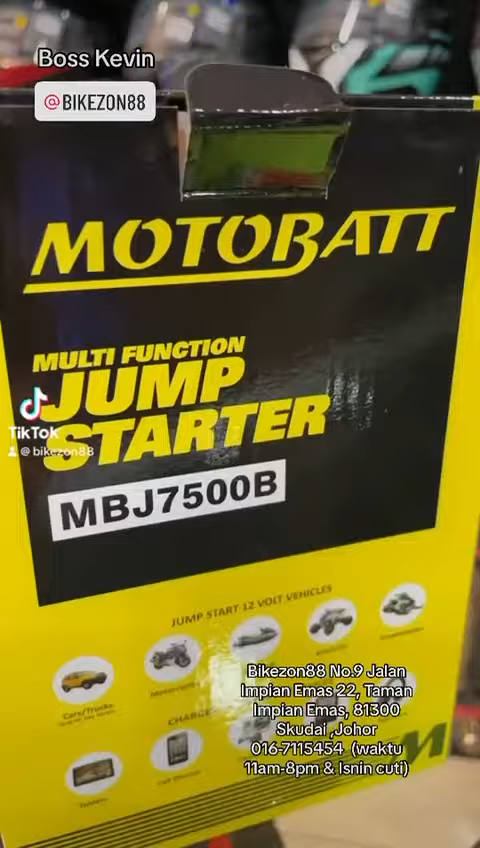 Boss Kevin
@BIKEZON88
MOTOBATT
MULTI FUNCTION
JUMP
STARTER
TikTok
@bikezon88
MBJ7500B
JUMP START 12 VOLT VEHICLES
Cars/Trucks
CHARGE
Tablets
Bikezon88 No.9 Jalan
Impian Emas 22, Taman
Impian Emas, 81300
Skudai ,Johor
016-7115454 (waktu
11am-8pm & Isnin cuti)